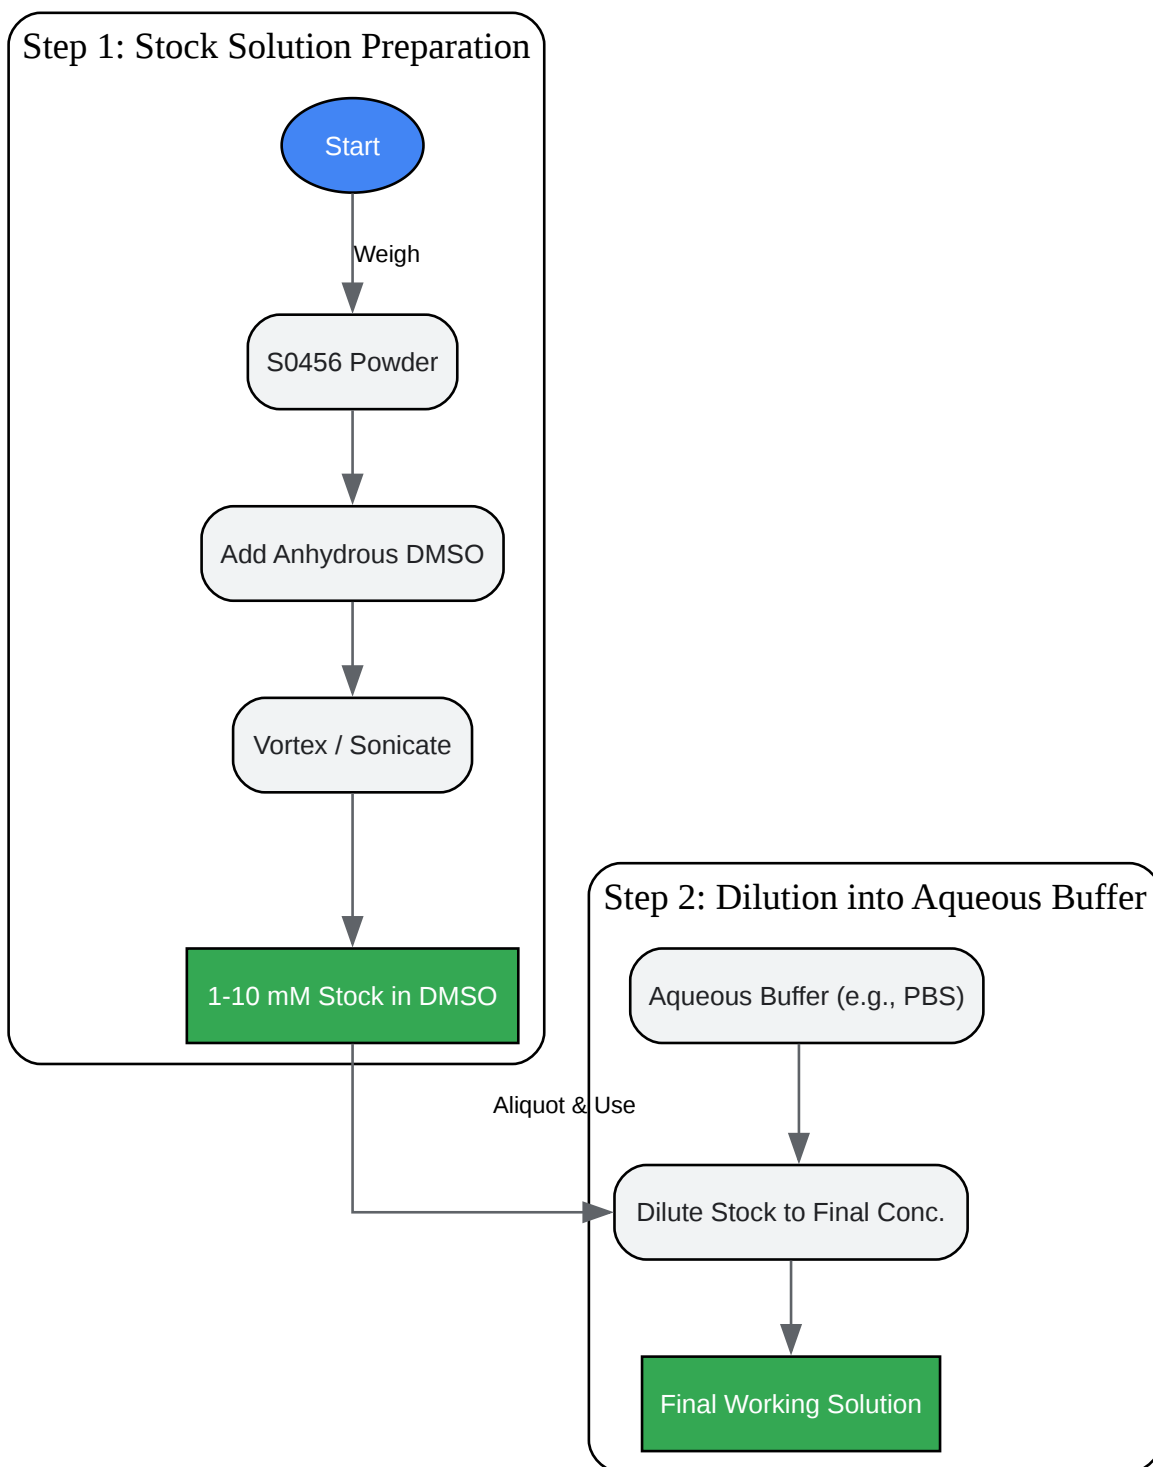 Step 1: Stock Solution Preparation
Start
Weigh
S0456 Powder
Add Anhydrous DMSO
Vortex / Sonicate
1-10 mM Stock in DMSO
Aliquot & Use
Step 2: Dilution into Aqueous Buffer
Aqueous Buffer (e.g., PBS)
Dilute Stock to Final Conc.
Final Working Solution